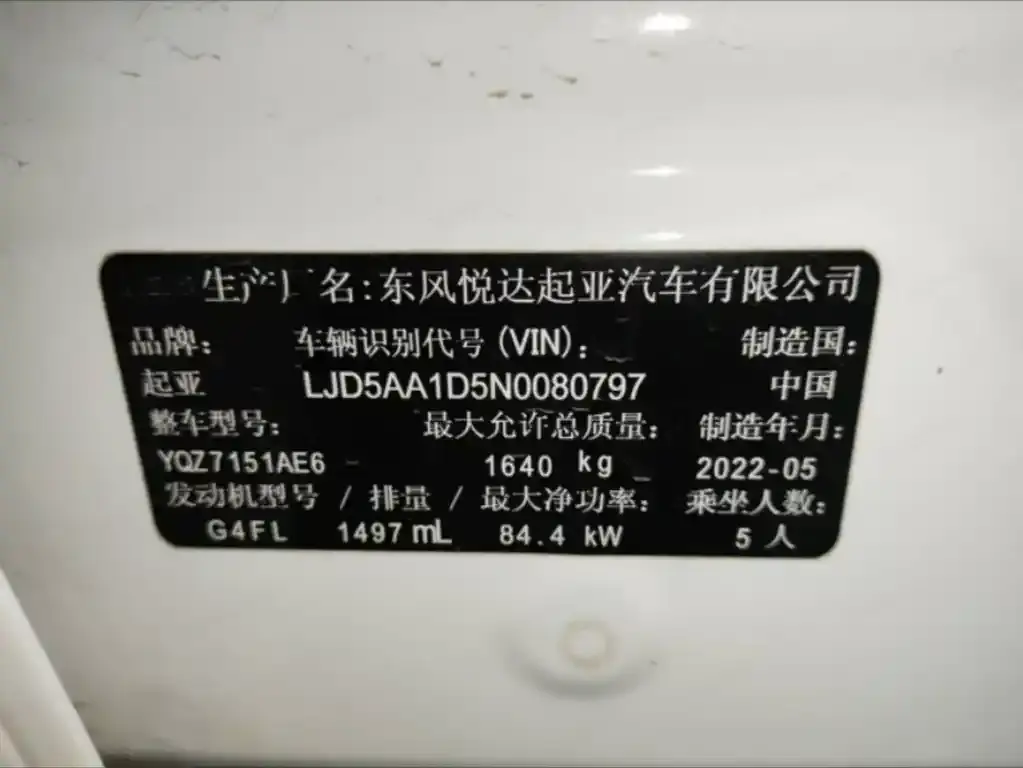 生产厂名:东风悦达起亚汽车有限公司
品牌: 车辆识别代号(VIN): 制造国:
起亚 LJD5AA1D5N0080797 中国
整车型号: 最大允许总质量: 制造年月:
YQZ7151AE6 1640 kg 2022-05
发动机型号 / 排量 / 最大净功率: 乘坐人数:
G4FL 1497 mL 84.4 kW 5 人